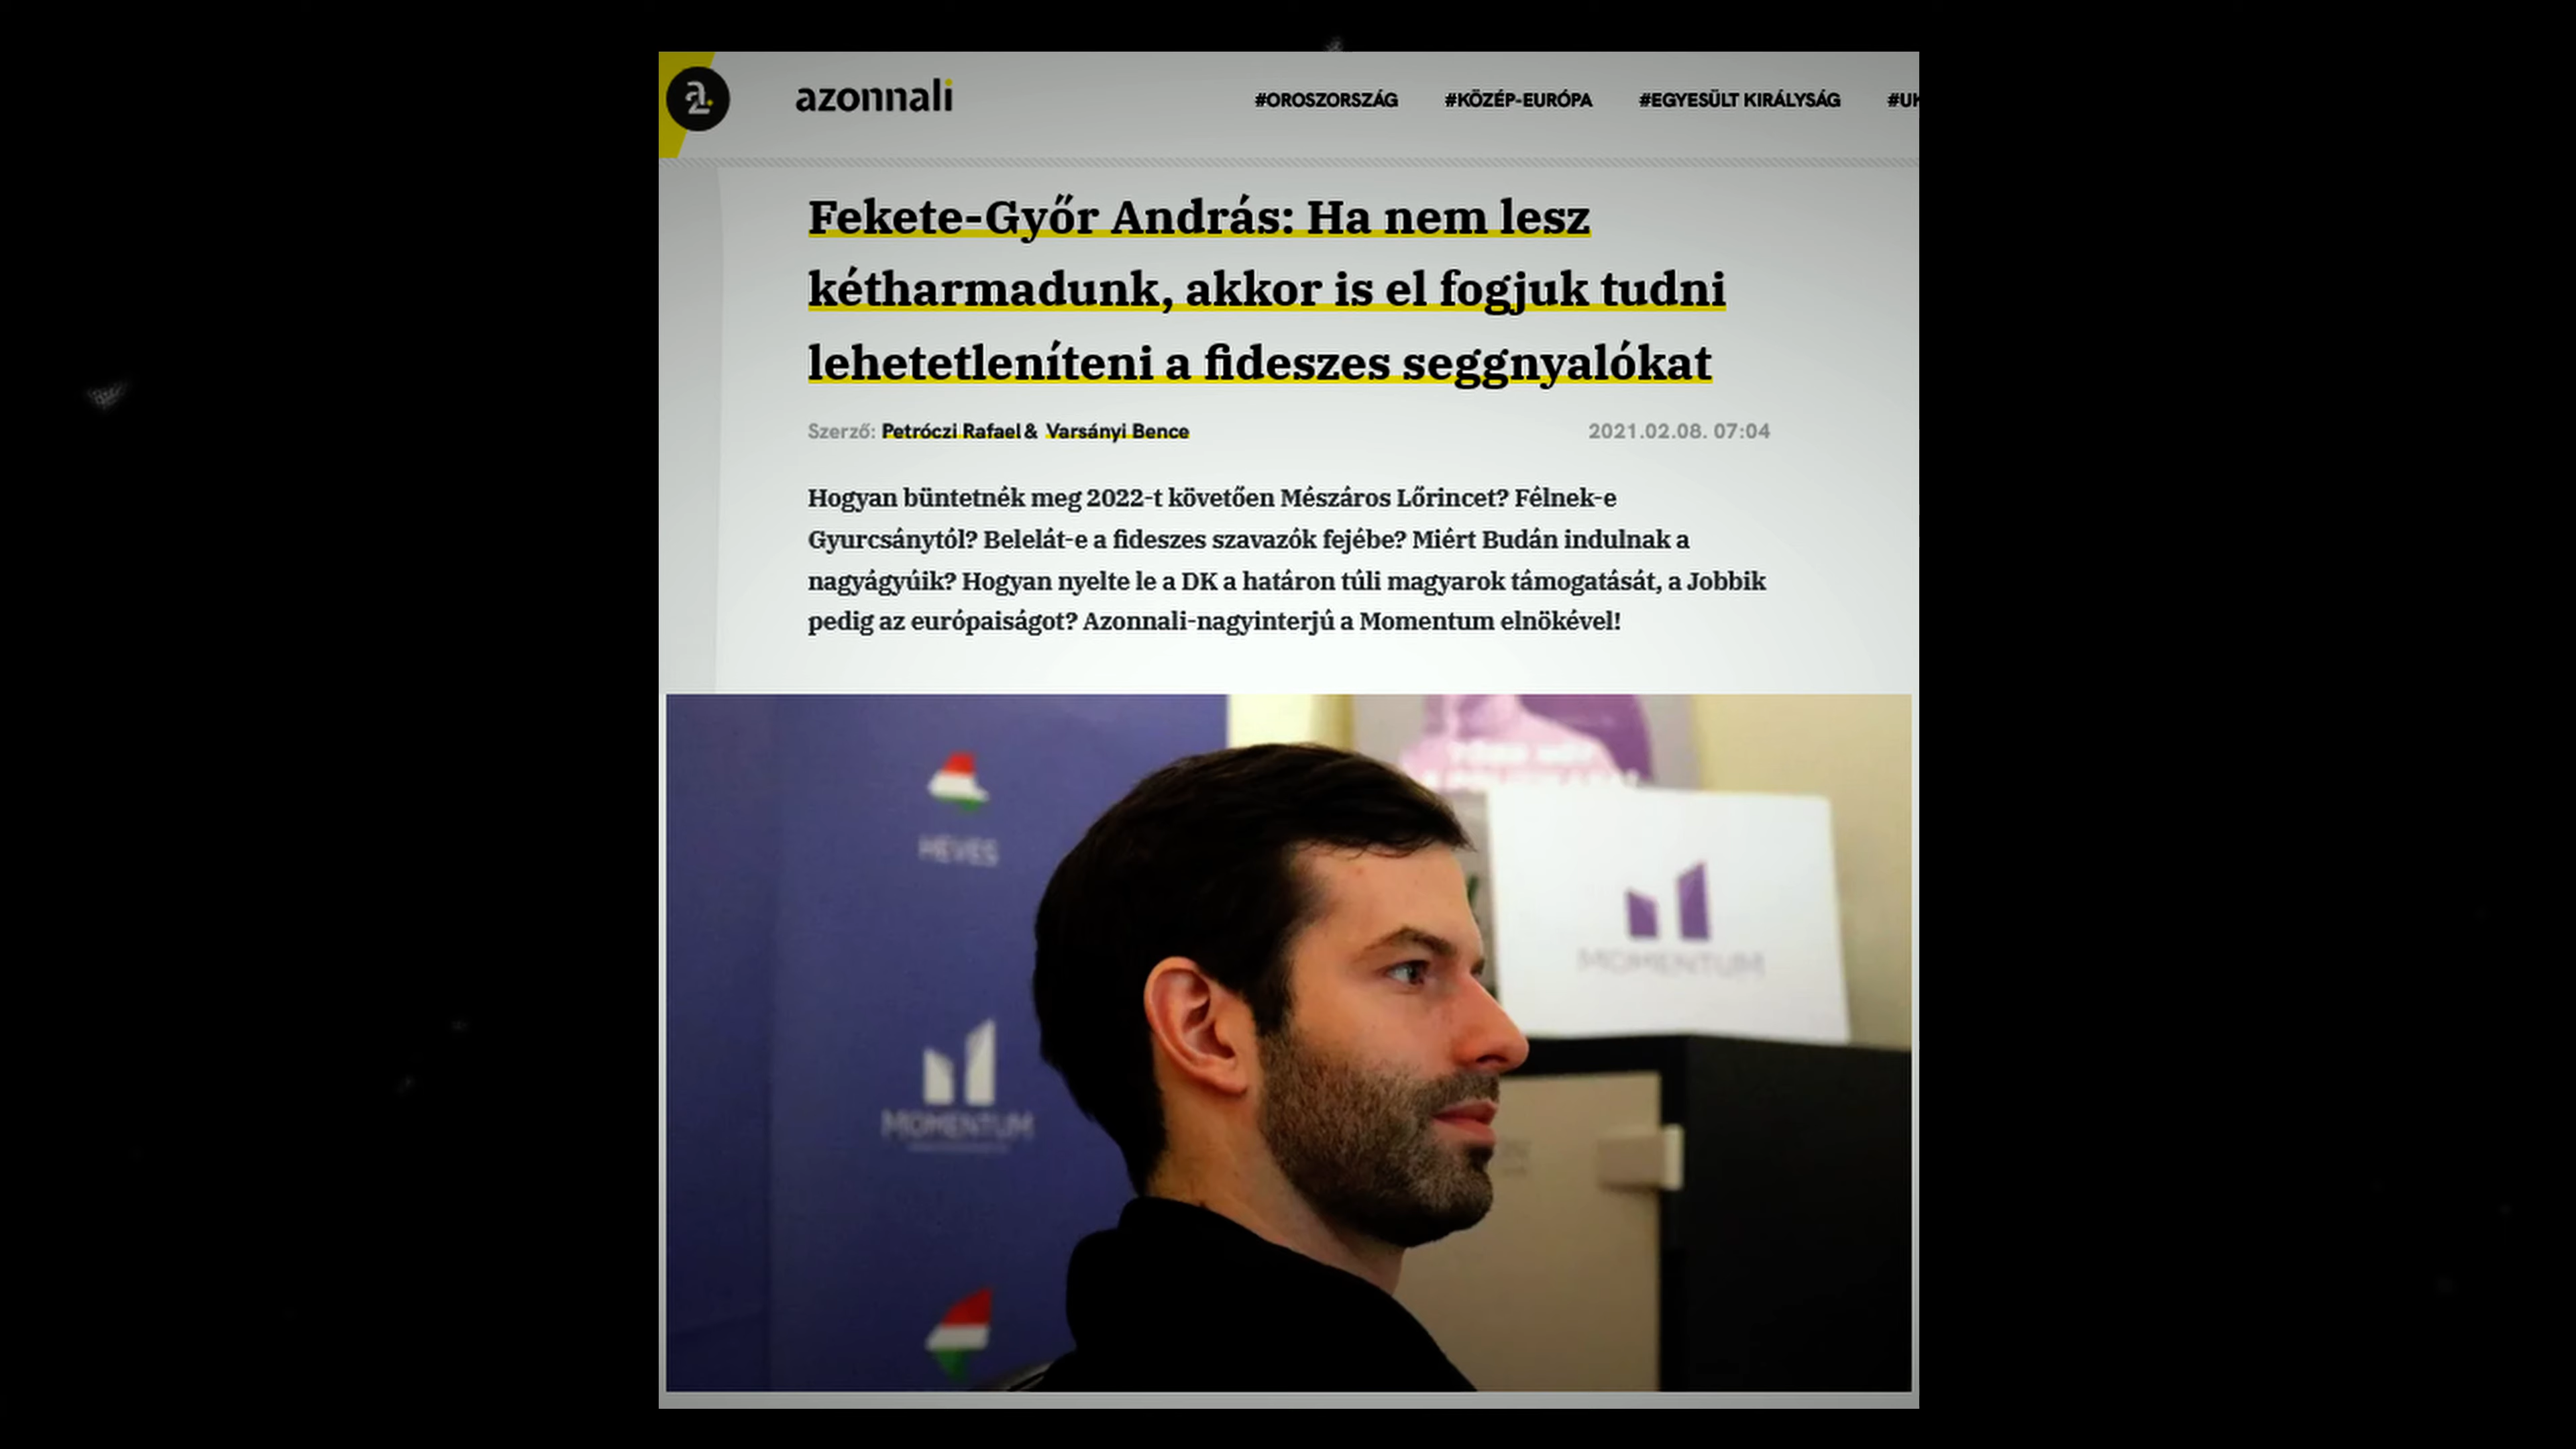 azonnali
#OROSZORSZÁG #KÖZÉP-EURÓPA #EGYESÜLT KIRÁLYSÁG
Fekete-Győr András: Ha nem lesz
kétharmadunk, akkor is el fogjuk tudni
lehetetleníteni a fideszes seggnyalókat
Szerző: Petróczi Rafael & Varsányi Bence 2021.02.08. 07:04
Hogyan büntetnék meg 2022-t követően Mészáros Lőrincet? Félnek-e
Gyurcsánytól? Belelát-e a fideszes szavazók fejébe? Miért Budán indulnak a
nagyágyúik? Hogyan nyelte le a DK a határon túli magyarok támogatását, a Jobbik
pedig az európaiságot? Azonnali-nagyinterjú a Momentum elnökével!
HEVES
MOMENTUM
MOMENTUM